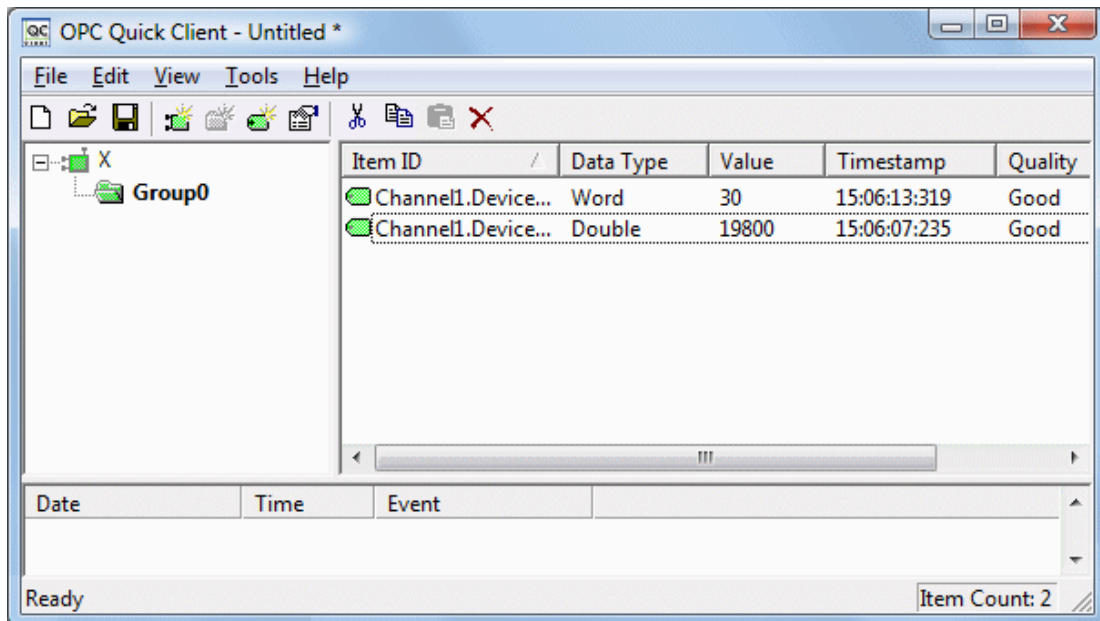 OPC Quick Client - Untitled *
File Edit View Tools Help
X
Group0
Item ID Data Type Value Timestamp Quality
Channel1.Device... Word 30 15:06:13:319 Good
Channel1.Device... Double 19800 15:06:07:235 Good
Date Time Event
Ready Item Count: 2